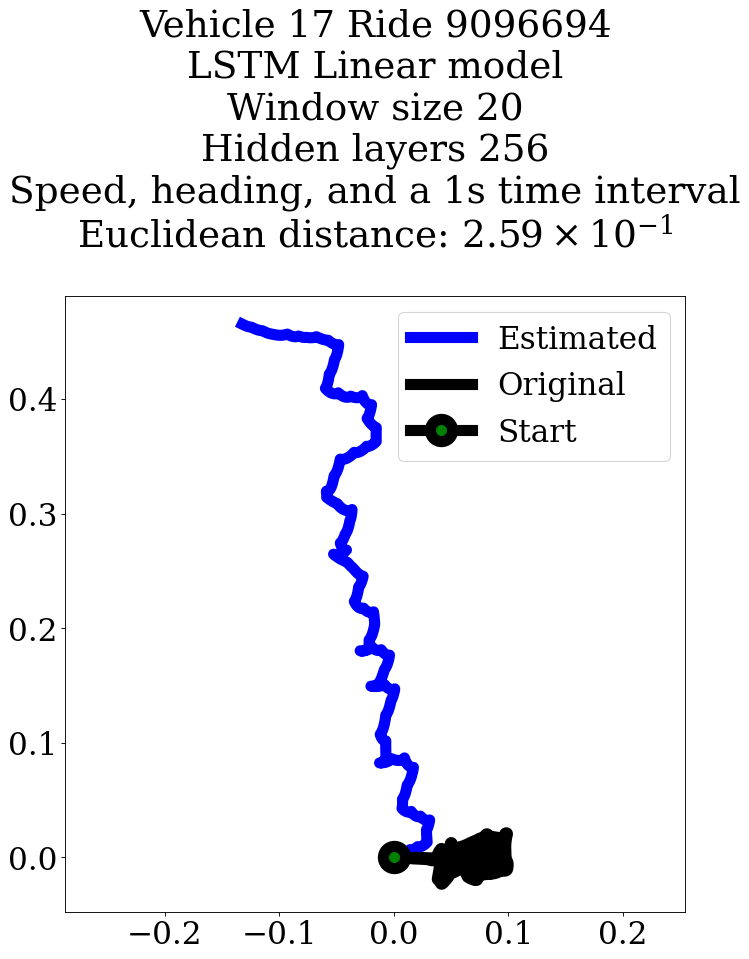 Vehicle 17 Ride 9096694
LSTM Linear model
Window size 20
Hidden layers 256
Speed, heading, and a 1s time interval
Euclidean distance: 2.59 × 10⁻¹
Estimated
Original
Start
0.4
0.3
0.2
0.1
0.0
−0.2 −0.1 0.0 0.1 0.2